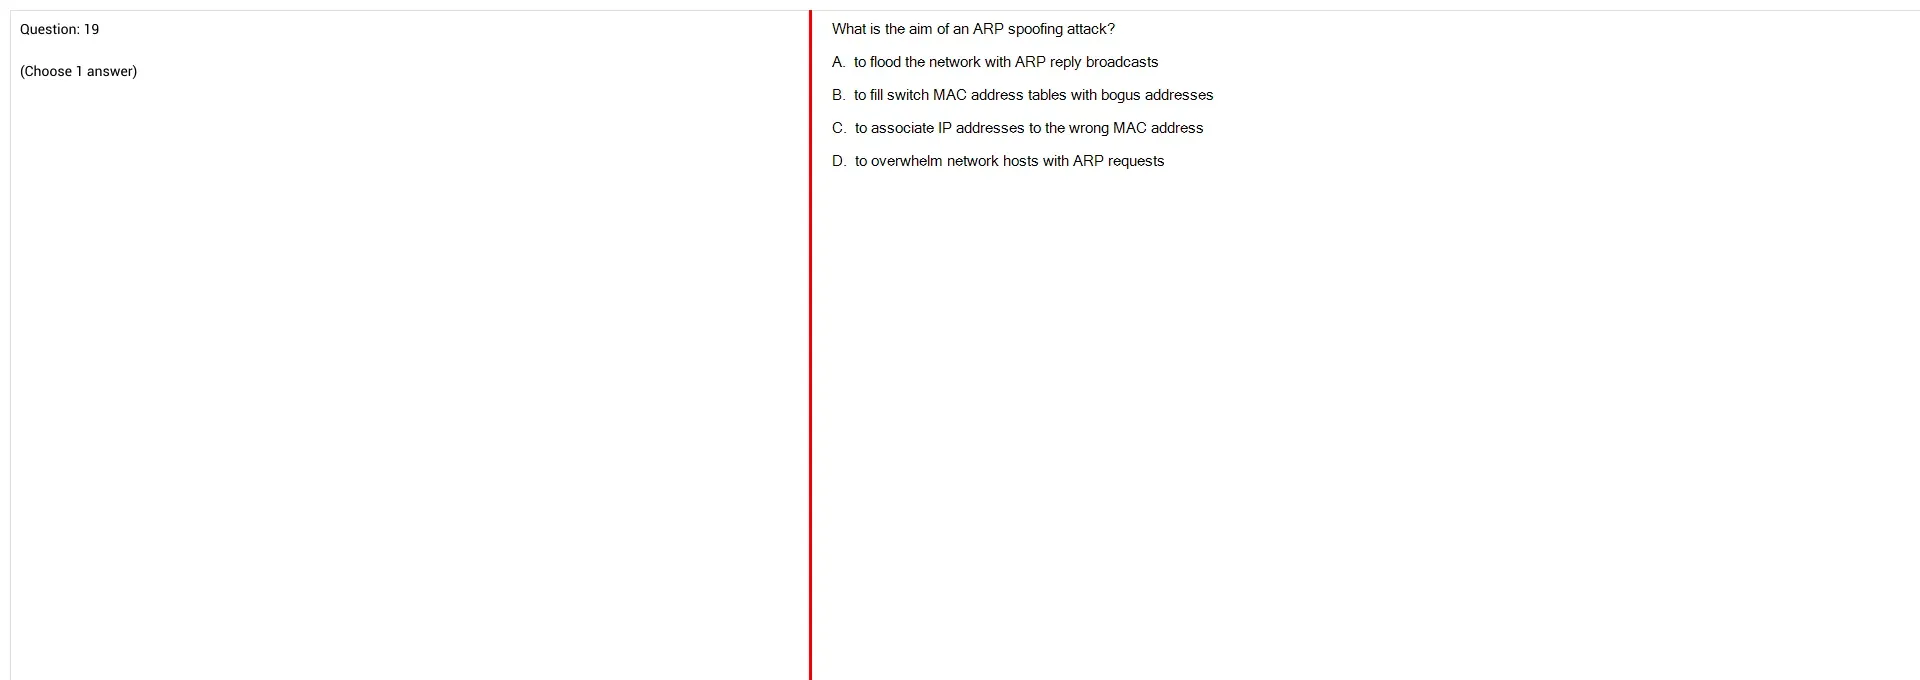 Question: 19
(Choose 1 answer)
What is the aim of an ARP spoofing attack?
A. to flood the network with ARP reply broadcasts
B. to fill switch MAC address tables with bogus addresses
C. to associate IP addresses to the wrong MAC address
D. to overwhelm network hosts with ARP requests